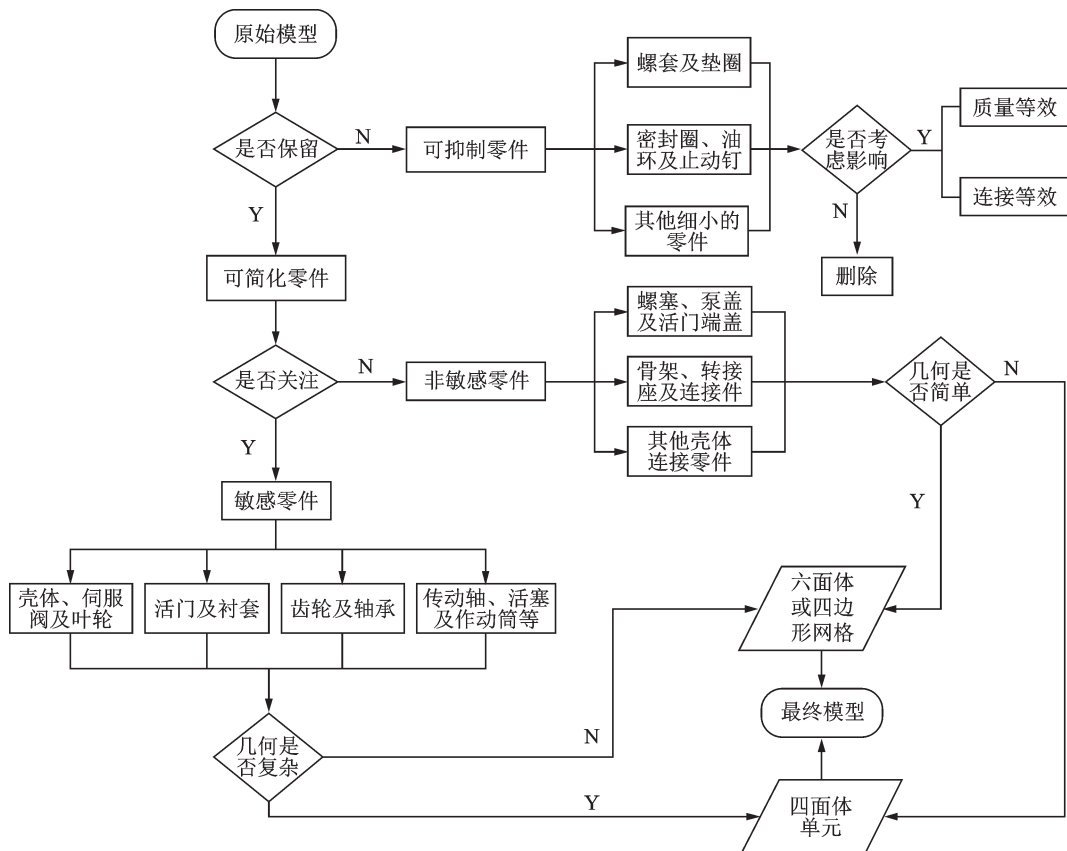 原始模型
是否保留
N
可抑制零件
螺套及垫圈
密封圈、油
环及止动钉
其他细小的
零件
是否考
虑影响
Y
质量等效
连接等效
N
删除
Y
可简化零件
是否关注
N
非敏感零件
螺塞、泵盖
及活门端盖
骨架、转接
座及连接件
其他壳体
连接零件
几何是
否简单
N
Y
Y
敏感零件
壳体、伺服
阀及叶轮
活门及衬套
齿轮及轴承
传动轴、活塞
及作动筒等
几何是
否复杂
N
Y
六面体
或四边
形网格
最终模型
四面体
单元